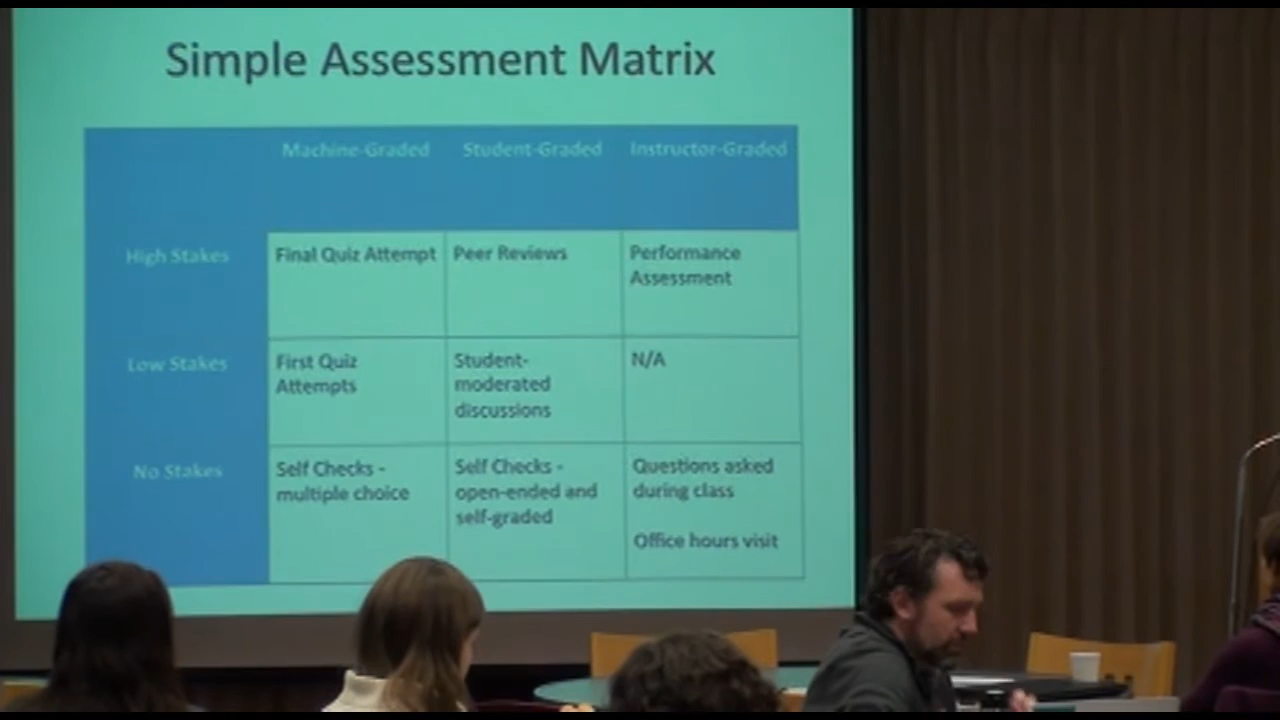 Simple Assessment Matrix
Machine-Graded Student-Graded Instructor-Graded
High Stakes
Final Quiz Attempt
Peer Reviews
Performance
Assessment
Low Stakes
First Quiz
Attempts
Student-
moderated
discussions
N/A
No Stakes
Self Checks -
multiple choice
Self Checks -
open-ended and
self-graded
Questions asked
during class
Office hours visit